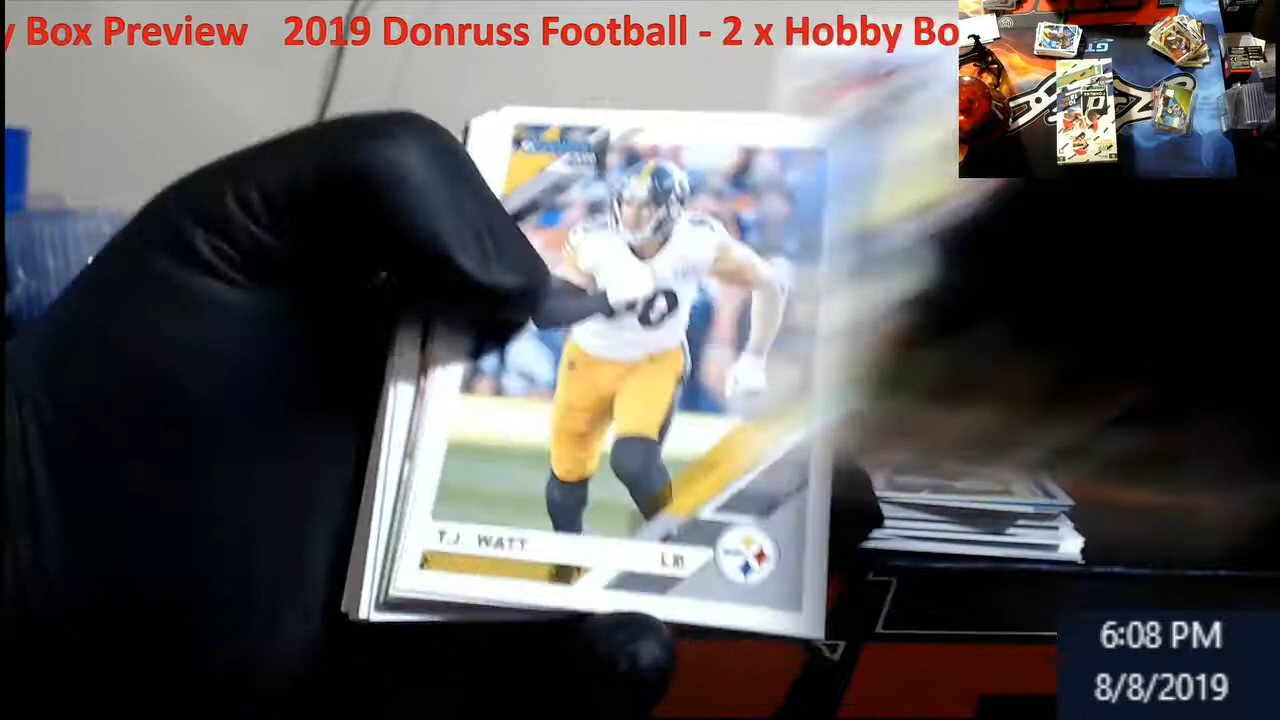 y Box Preview 2019 Donruss Football - 2 x Hobby Bo
T.J. WATT
LB
6:08 PM
8/8/2019